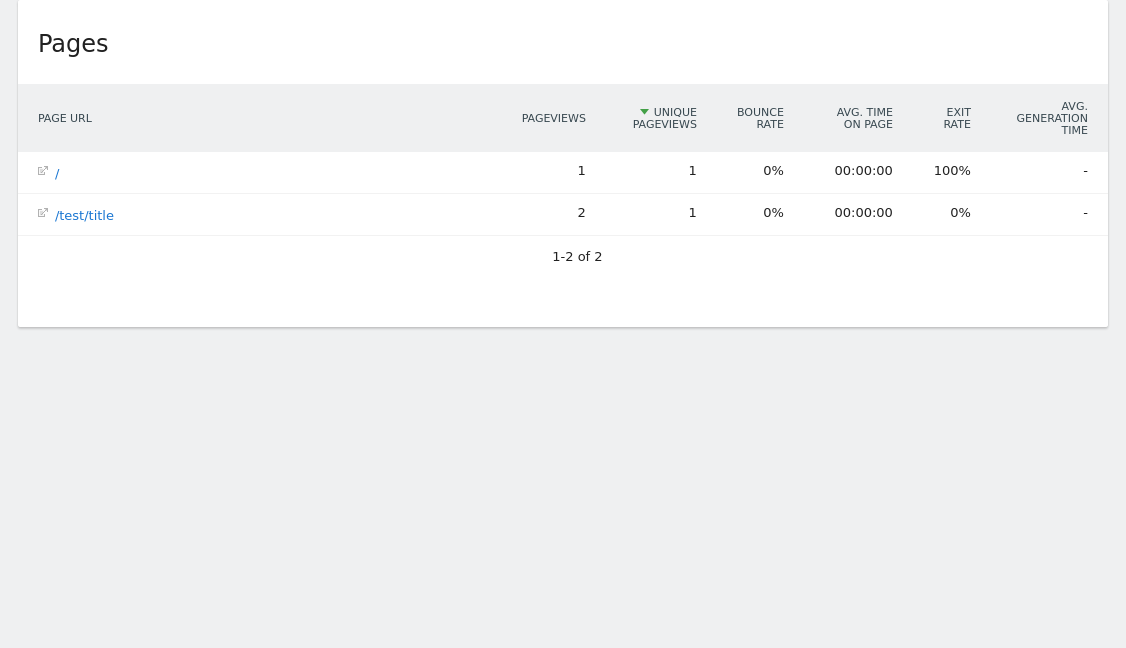 Pages
PAGE URL PAGEVIEWS UNIQUE PAGEVIEWS BOUNCE RATE AVG. TIME ON PAGE EXIT RATE AVG. GENERATION TIME
/ 1 1 0% 00:00:00 100% -
/test/title 2 1 0% 00:00:00 0% -
1-2 of 2